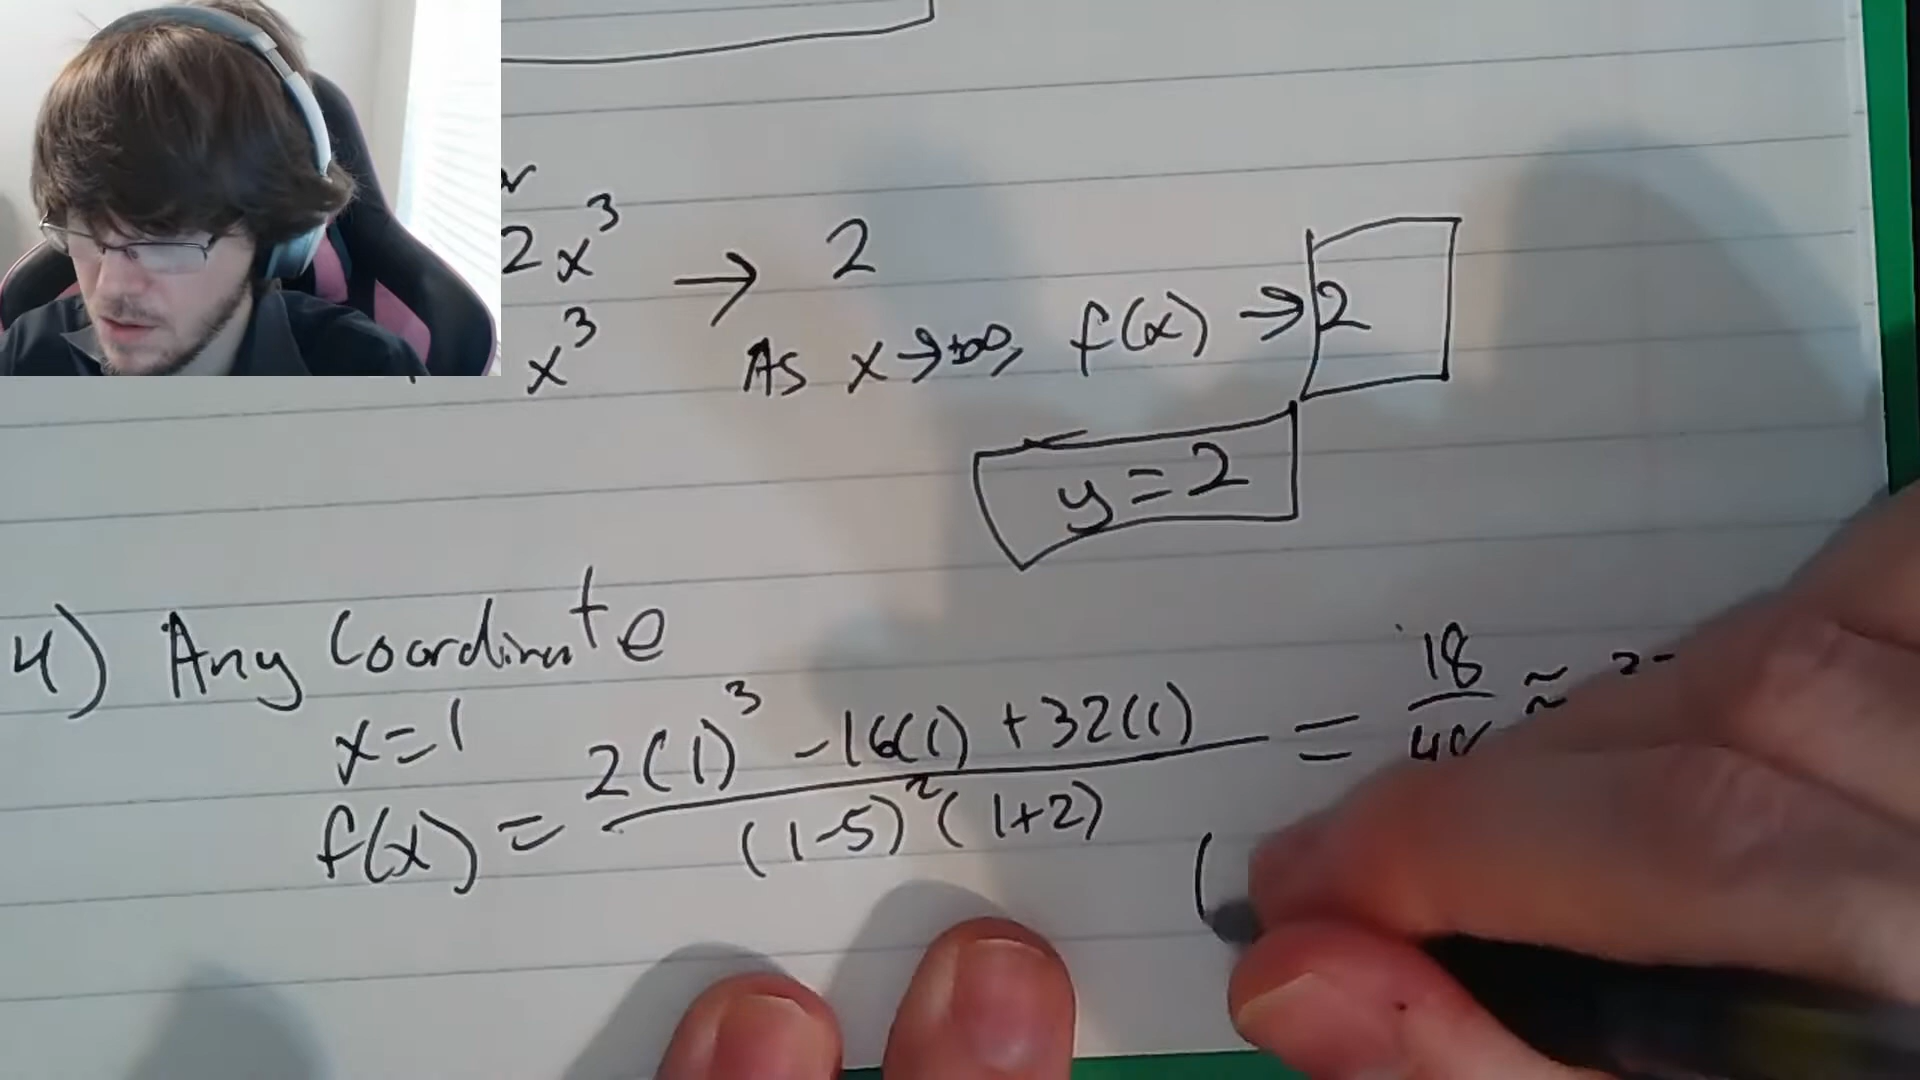 2x³ → 2
x³
As x→±∞, f(x) → 2
y = 2
4) Any Coordinate
x = 1
f(x) = 2(1)³ - 16(1) + 32(1) / (1-5)²(1+2) = 18 / ≈
(